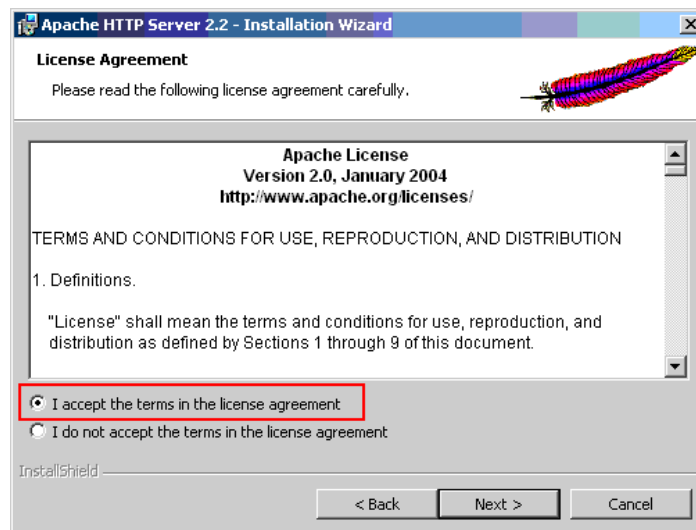 Apache HTTP Server 2.2 - Installation Wizard
License Agreement
Please read the following license agreement carefully.
Apache License
Version 2.0, January 2004
http://www.apache.org/licenses/
TERMS AND CONDITIONS FOR USE, REPRODUCTION, AND DISTRIBUTION
1. Definitions.
"License" shall mean the terms and conditions for use, reproduction, and
distribution as defined by Sections 1 through 9 of this document.
I accept the terms in the license agreement
I do not accept the terms in the license agreement
InstallShield
< Back Next > Cancel